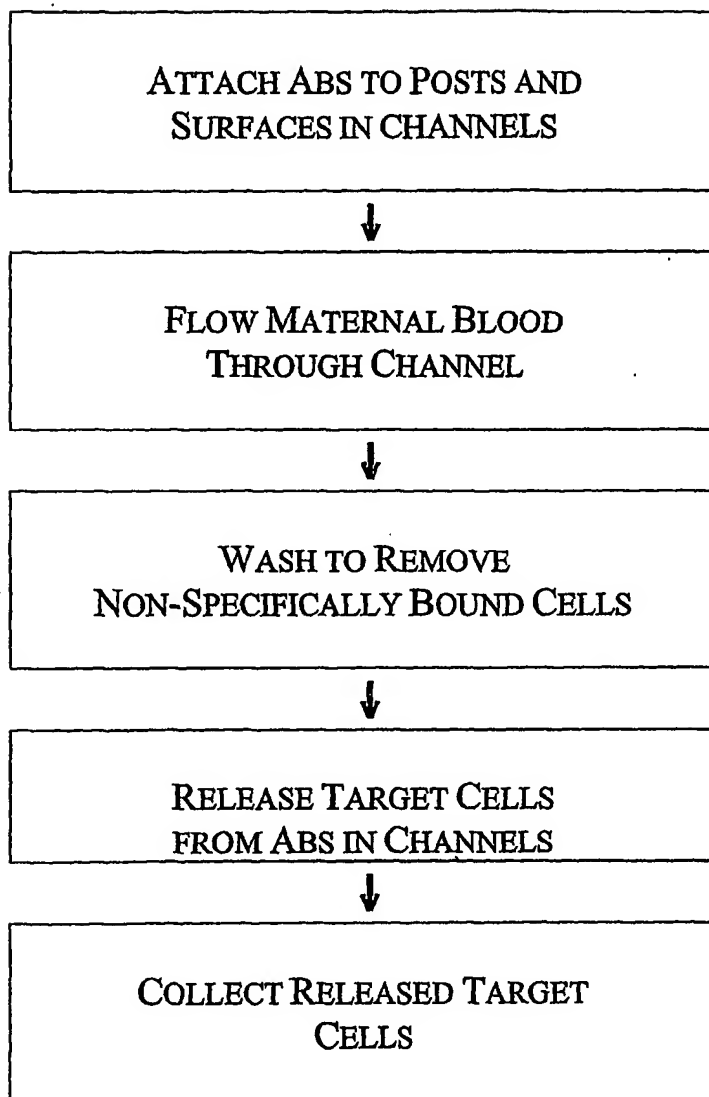 ATTACH ABS TO POSTS AND
SURFACES IN CHANNELS
FLOW MATERNAL BLOOD
THROUGH CHANNEL
WASH TO REMOVE
NON-SPECIFICALLY BOUND CELLS
RELEASE TARGET CELLS
FROM ABS IN CHANNELS
COLLECT RELEASED TARGET
CELLS